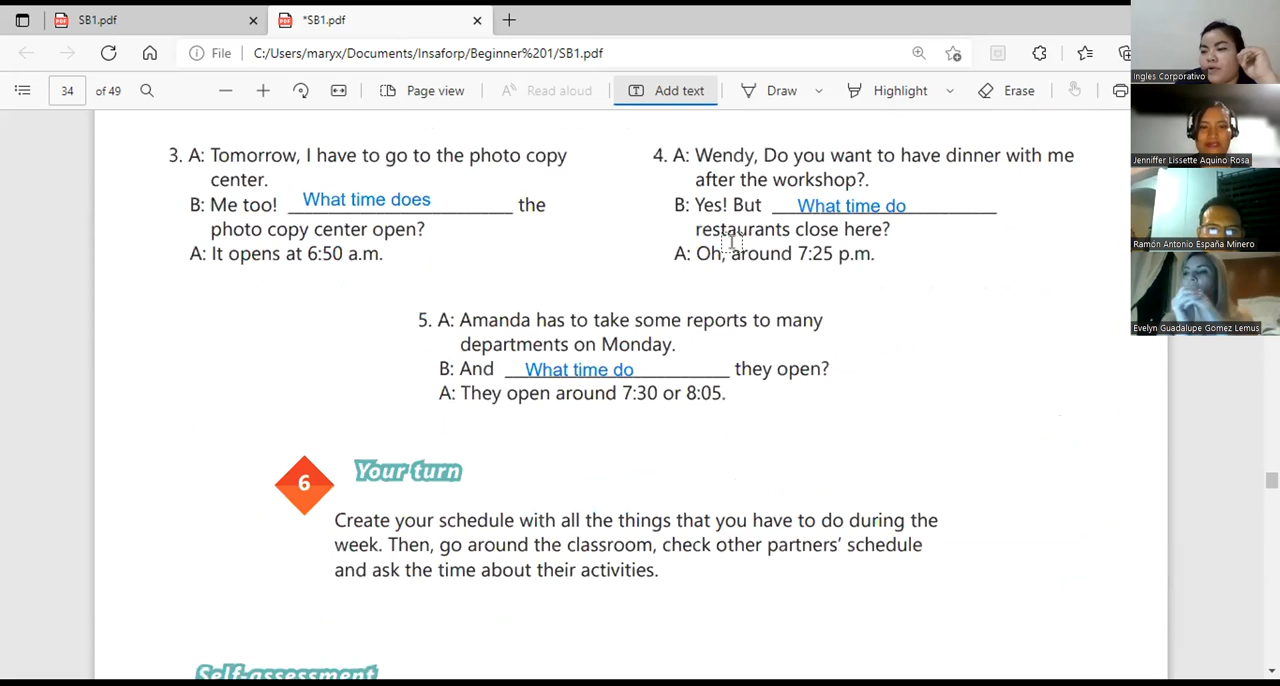 SB1.pdf
*SB1.pdf
File
C:/Users/maryx/Documents/Insaforp/Beginner%201/SB1.pdf
34 of 49
Page view
Read aloud
Add text
Draw
Highlight
Erase
Ingles Corporativo
Jenniffer Lissette Aquino Rosa
Ramón Antonio España Minero
Evelyn Guadalupe Gomez Lemus
3. A: Tomorrow, I have to go to the photo copy
center.
B: Me too! What time does the
photo copy center open?
A: It opens at 6:50 a.m.
4. A: Wendy, Do you want to have dinner with me
after the workshop?.
B: Yes! But What time do
restaurants close here?
A: Oh, around 7:25 p.m.
5. A: Amanda has to take some reports to many
departments on Monday.
B: And What time do they open?
A: They open around 7:30 or 8:05.
6 Your turn
Create your schedule with all the things that you have to do during the
week. Then, go around the classroom, check other partners' schedule
and ask the time about their activities.
Self-assessment